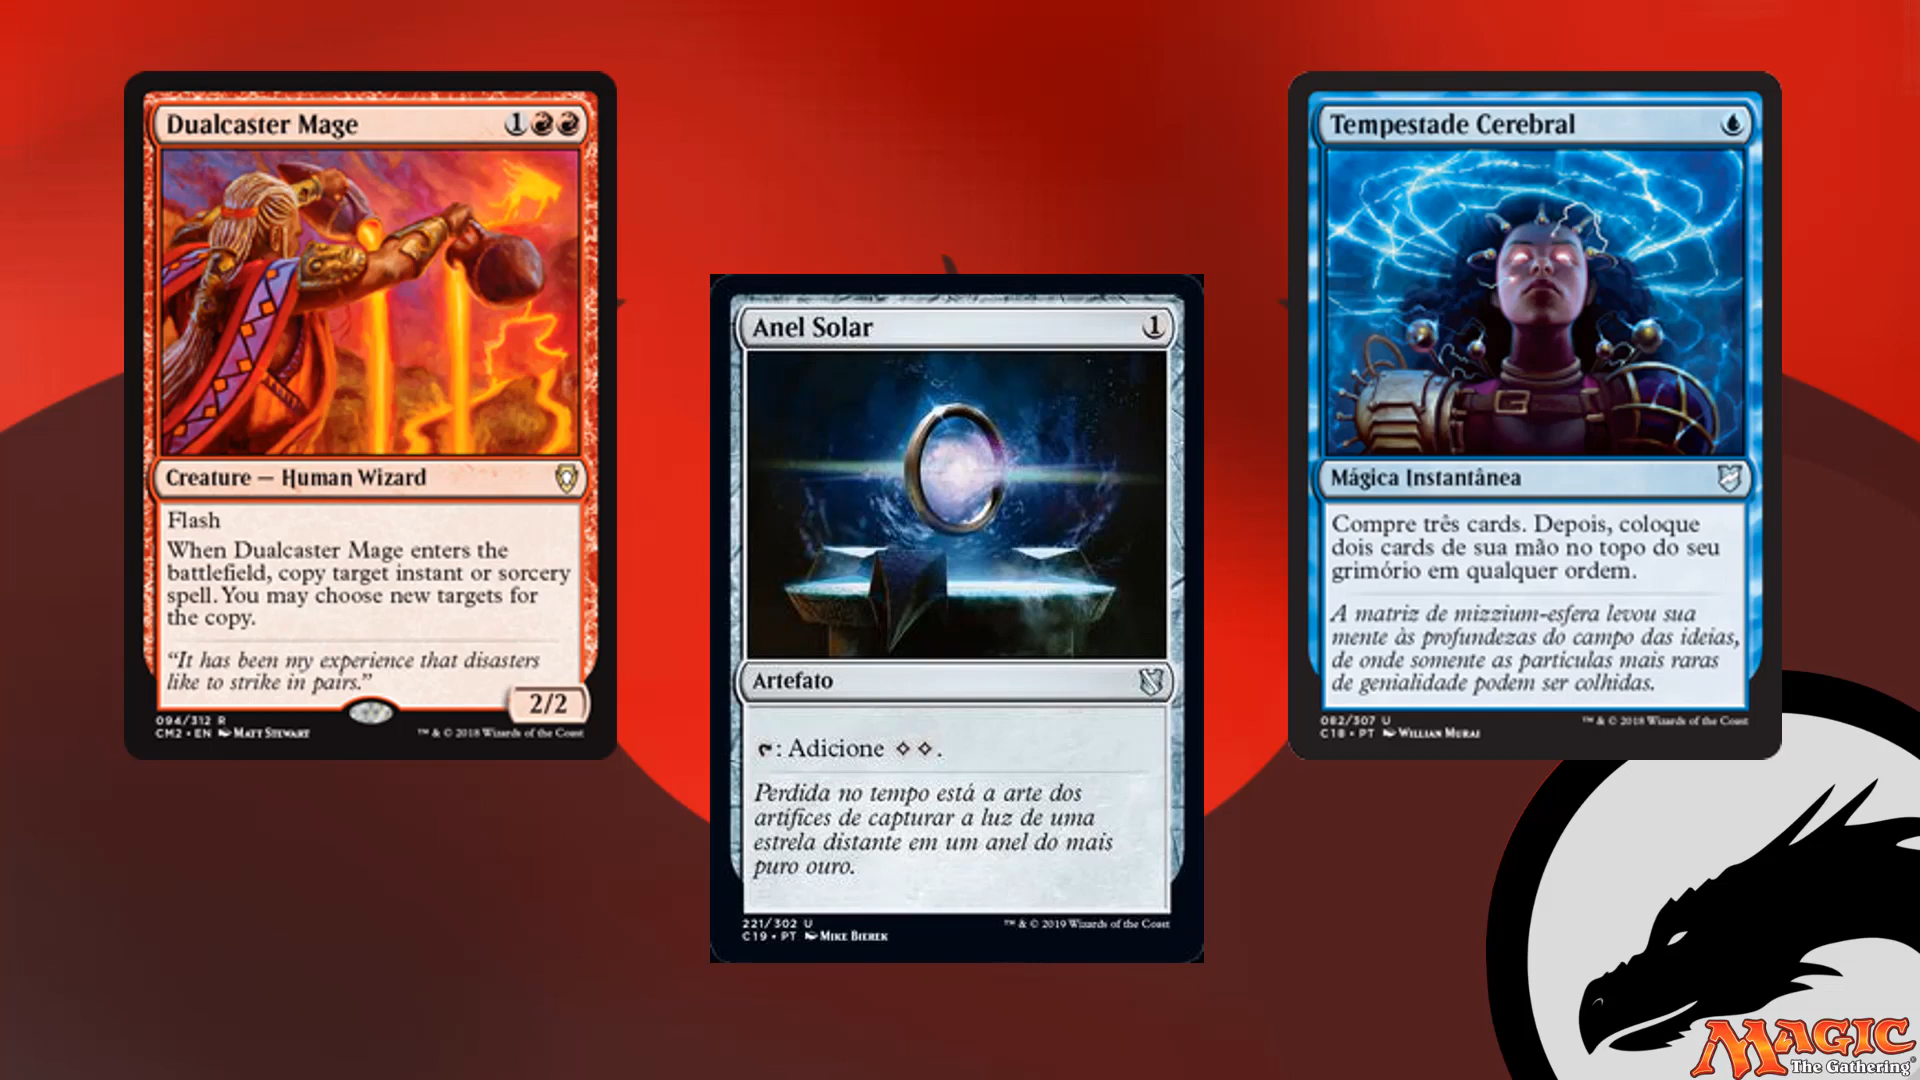 Dualcaster Mage 1
Creature — Human Wizard
Flash
When Dualcaster Mage enters the
battlefield, copy target instant or sorcery
spell. You may choose new targets for
the copy.
“It has been my experience that disasters
like to strike in pairs.”
2/2
094/312 R
CM2 • EN Matt Stewart
™ & © 2018 Wizards of the Coast
Anel Solar 1
Artefato
: Adicione .
Perdida no tempo está a arte dos
artífices de capturar a luz de uma
estrela distante em um anel do mais
puro ouro.
221/302 U
C19 • PT Mike Bierek
™ & © 2019 Wizards of the Coast
Tempestade Cerebral
Mágica Instantânea
Compre três cards. Depois, coloque
dois cards de sua mão no topo do seu
grimório em qualquer ordem.
A matriz de mizzium-esfera levou sua
mente às profundezas do campo das ideias,
de onde somente as partículas mais raras
de genialidade podem ser colhidas.
082/307 U
C18 • PT Willian Murai
™ & © 2018 Wizards of the Coast
Magic
The Gathering®